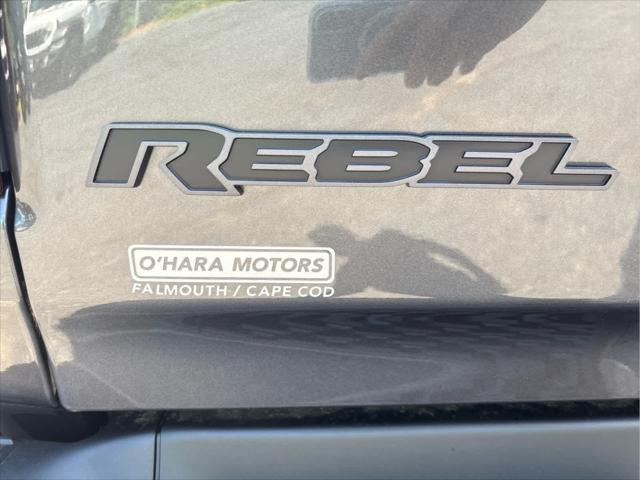 REBEL
O'HARA MOTORS
FALMOUTH / CAPE COD